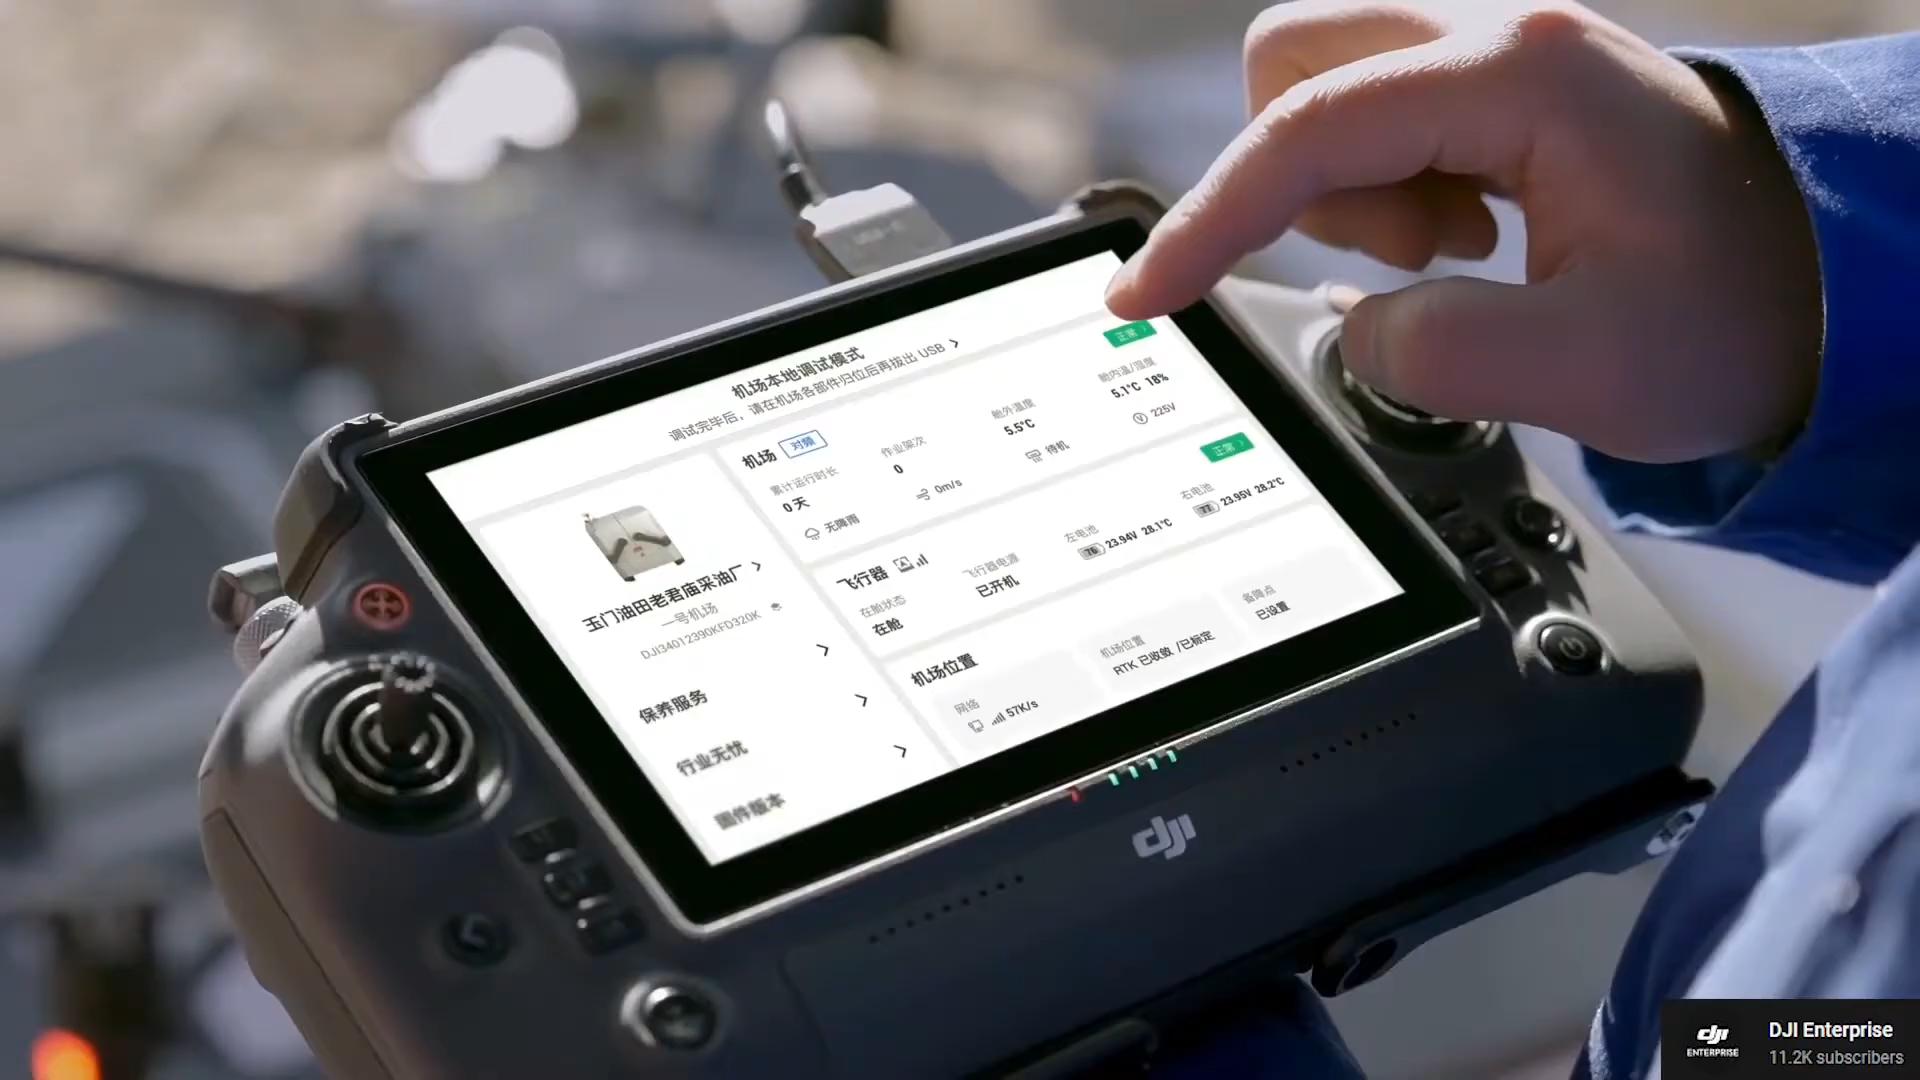 机场本地调试模式
调试完毕后，请在机场各部件归位后再拔出 USB
玉门油田老君庙采油厂
一号机场
DJI34012390KFD320K
保养服务
行业无忧
固件版本
机场 对频
正常
累计运行时长
0 天
作业架次
0
舱外温度
5.5°C
舱内温/湿度
5.1°C 18%
无降雨
0m/s
待机
225V
飞行器
正常
在舱状态
在舱
飞行器电源
已开机
左电池
76 23.94V 28.1°C
右电池
77 23.95V 28.2°C
机场位置
网络
57K/s
机场位置
RTK 已收敛 /已标定
备降点
已设置
dji
dji
ENTERPRISE
DJI Enterprise
11.2K subscribers